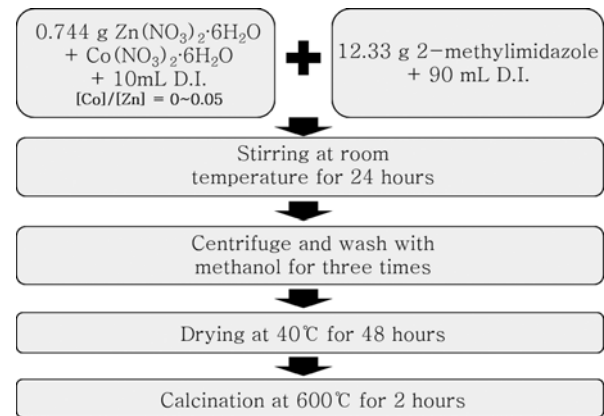 0.744 g Zn(NO₃)₂·6H₂O
+ Co(NO₃)₂·6H₂O
+ 10mL D.I.
[Co]/[Zn] = 0~0.05
+
12.33 g 2-methylimidazole
+ 90 mL D.I.
Stirring at room
temperature for 24 hours
Centrifuge and wash with
methanol for three times
Drying at 40℃ for 48 hours
Calcination at 600℃ for 2 hours